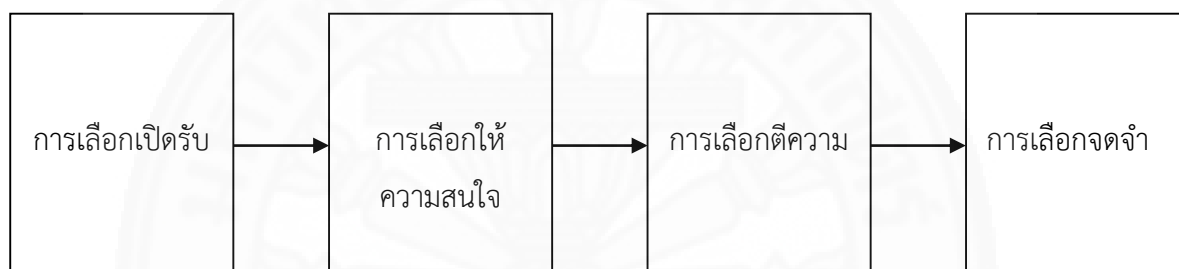 การเลือกเปิดรับ
การเลือกให้
ความสนใจ
การเลือกตีความ
การเลือกจดจำ